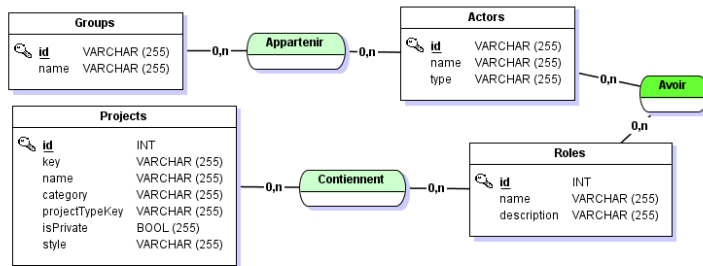 Groups
id VARCHAR (255)
name VARCHAR (255)
0,n
Appartenir
0,n
Actors
id VARCHAR (255)
name VARCHAR (255)
type VARCHAR (255)
0,n
Avoir
0,n
Projects
id INT
key VARCHAR (255)
name VARCHAR (255)
category VARCHAR (255)
projectTypeKey VARCHAR (255)
isPrivate BOOL (255)
style VARCHAR (255)
0,n
Contiennent
0,n
Roles
id INT
name VARCHAR (255)
description VARCHAR (255)